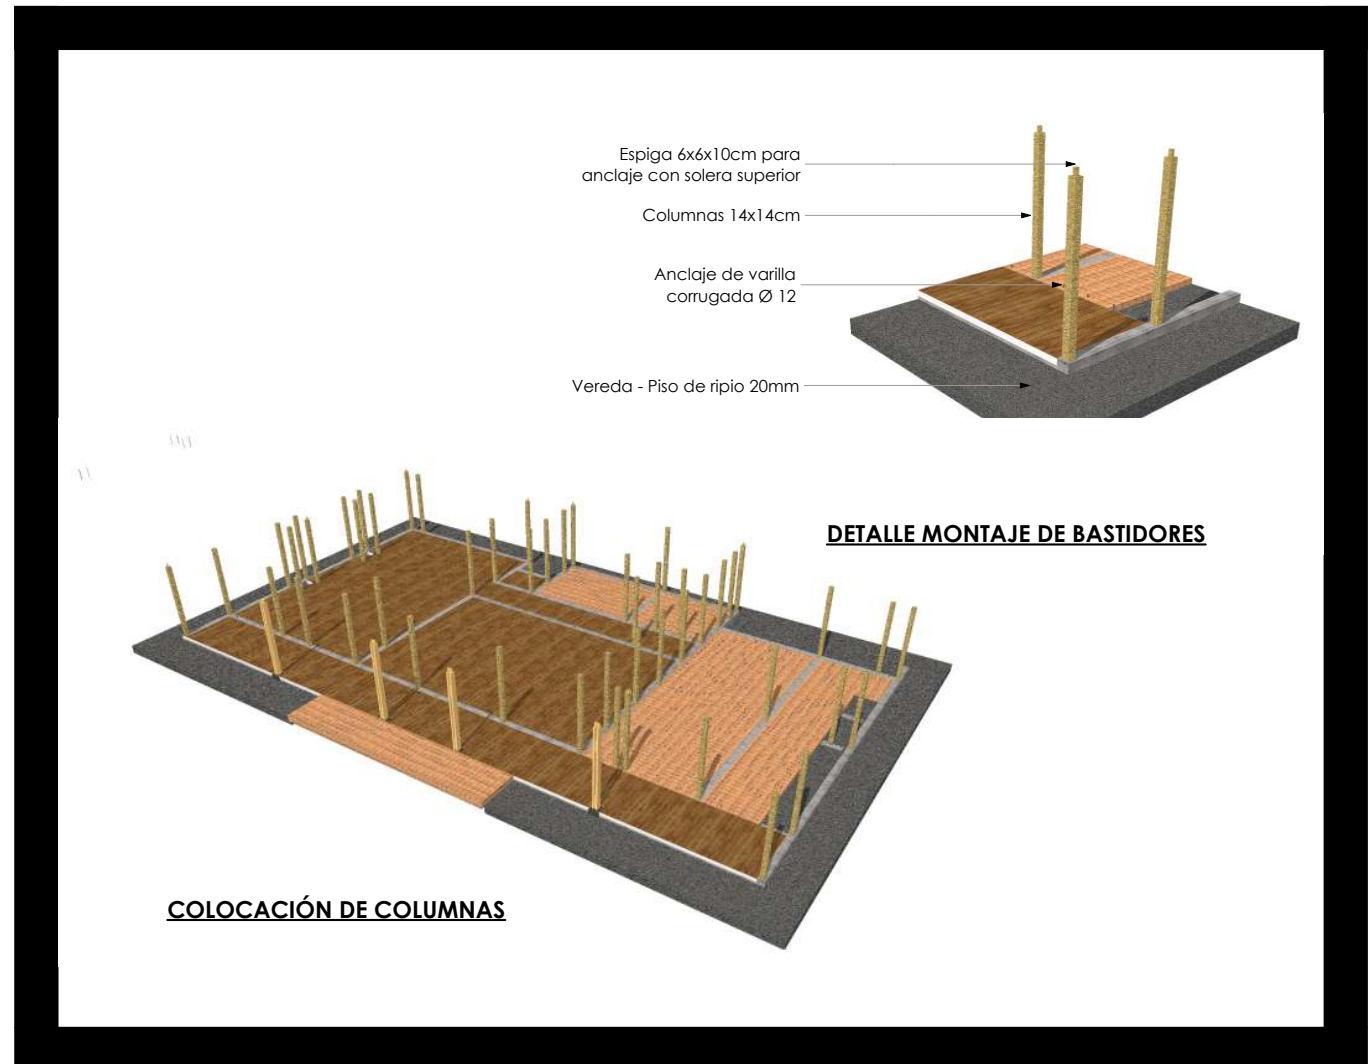 Espiga 6x6x10cm para
anclaje con solera superior
Columnas 14x14cm
Anclaje de varilla
corrugada Ø 12
Vereda - Piso de ripio 20mm
DETALLE MONTAJE DE BASTIDORES
COLOCACIÓN DE COLUMNAS